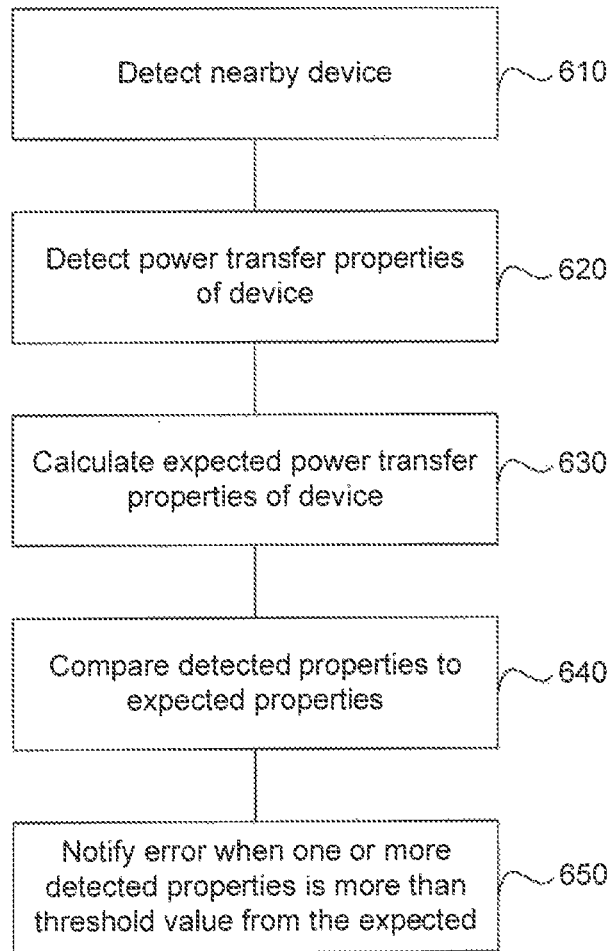 Detect nearby device
610
Detect power transfer properties
of device
620
Calculate expected power transfer
properties of device
630
Compare detected properties to
expected properties
640
Notify error when one or more
detected properties is more than
threshold value from the expected
650